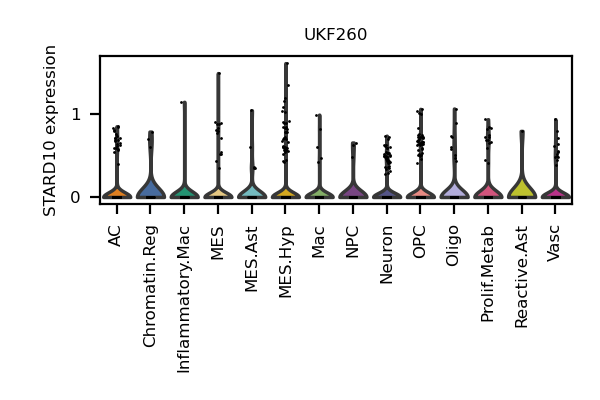 UKF260
STARD10 expression
1
0
AC
Chromatin.Reg
Inflammatory.Mac
MES
MES.Ast
MES.Hyp
Mac
NPC
Neuron
OPC
Oligo
Prolif.Metab
Reactive.Ast
Vasc